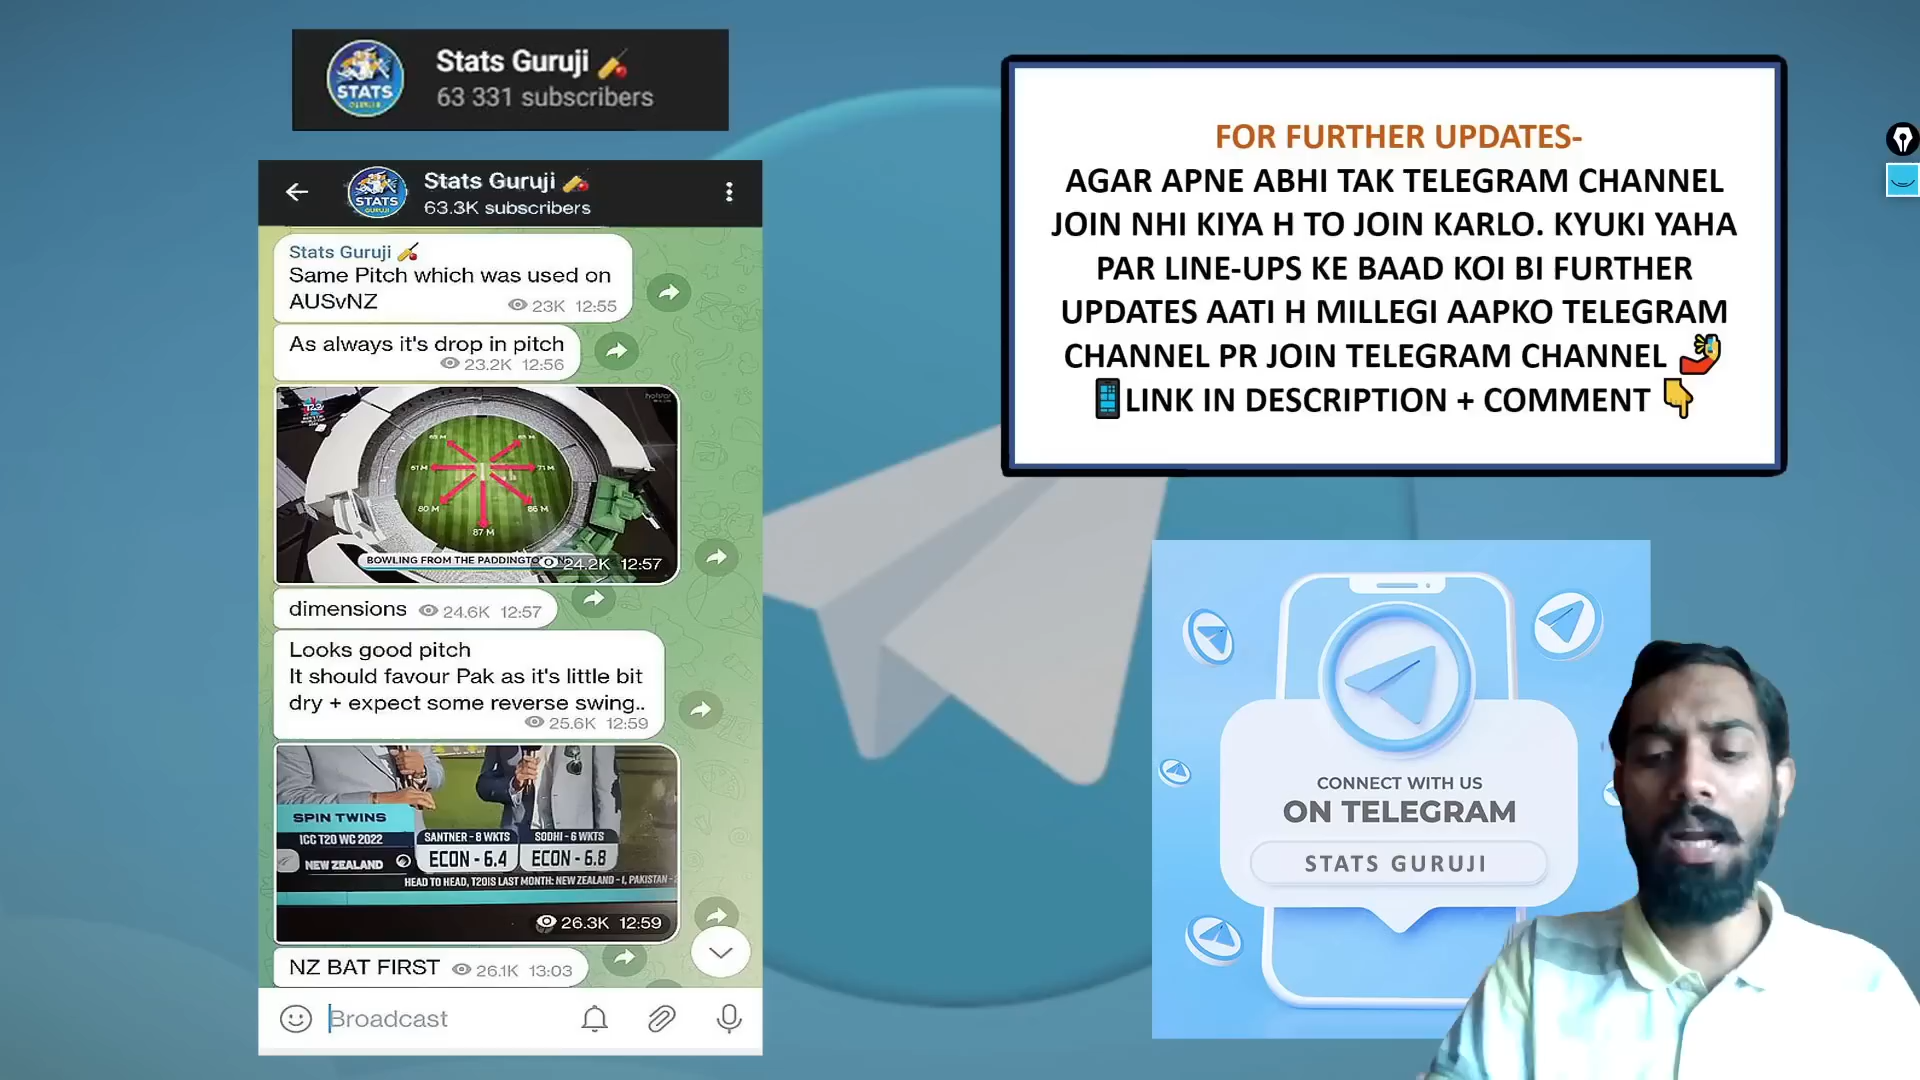 Stats Guruji 🏏
63 331 subscribers
STATS
Stats Guruji 🏏
63.3K subscribers
STATS
GURUJI
Stats Guruji 🏏
Same Pitch which was used on
AUSvNZ
23K 12:55
As always it's drop in pitch
23.2K 12:56
hotstar
71 M
80 M
86 M
87 M
BOWLING FROM THE PADDINGTO
24.2K 12:57
dimensions 24.6K 12:57
Looks good pitch
It should favour Pak as it's little bit
dry + expect some reverse swing..
25.6K 12:59
SPIN TWINS
ICC T20 WC 2022
NEW ZEALAND
SANTNER - 8 WKTS
ECON - 6.4
SODHI - 6 WKTS
ECON - 6.8
HEAD TO HEAD, T20IS LAST MONTH: NEW ZEALAND - 1, PAKISTAN -
26.3K 12:59
NZ BAT FIRST 26.1K 13:03
Broadcast
FOR FURTHER UPDATES-
AGAR APNE ABHI TAK TELEGRAM CHANNEL
JOIN NHI KIYA H TO JOIN KARLO. KYUKI YAHA
PAR LINE-UPS KE BAAD KOI BI FURTHER
UPDATES AATI H MILLEGI AAPKO TELEGRAM
CHANNEL PR JOIN TELEGRAM CHANNEL 🤳
📱LINK IN DESCRIPTION + COMMENT 👇
CONNECT WITH US
ON TELEGRAM
STATS GURUJI